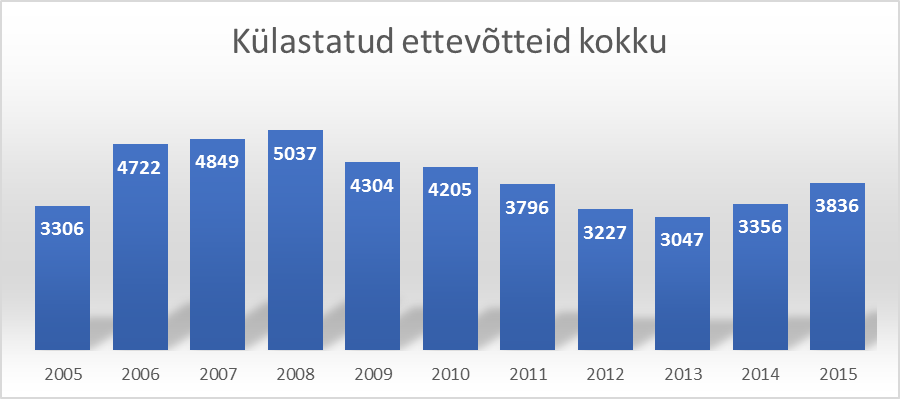 Külastatud ettevõtteid kokku
3306 4722 4849 5037 4304 4205 3796 3227 3047 3356 3836
2005 2006 2007 2008 2009 2010 2011 2012 2013 2014 2015